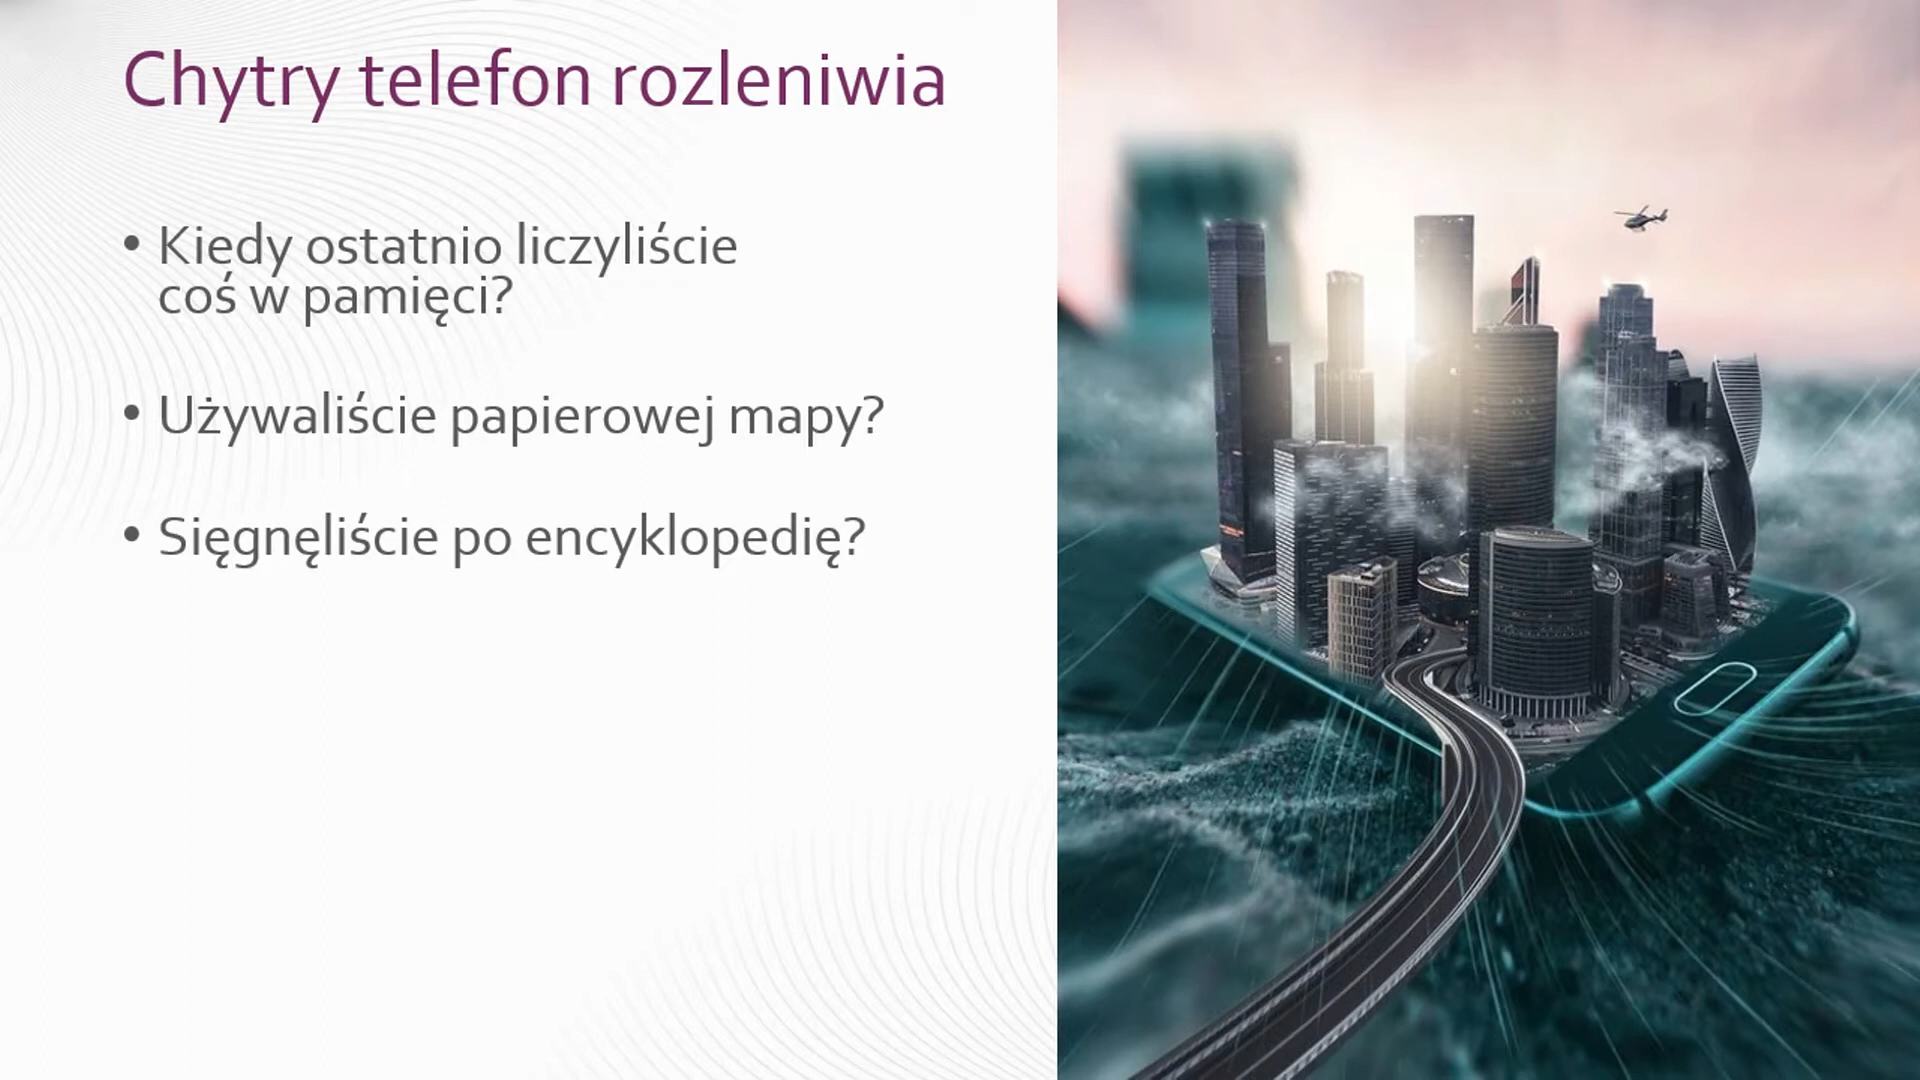 Chytry telefon rozleniwia
• Kiedy ostatnio liczyliście
coś w pamięci?
• Używaliście papierowej mapy?
• Sięgnęliście po encyklopedię?